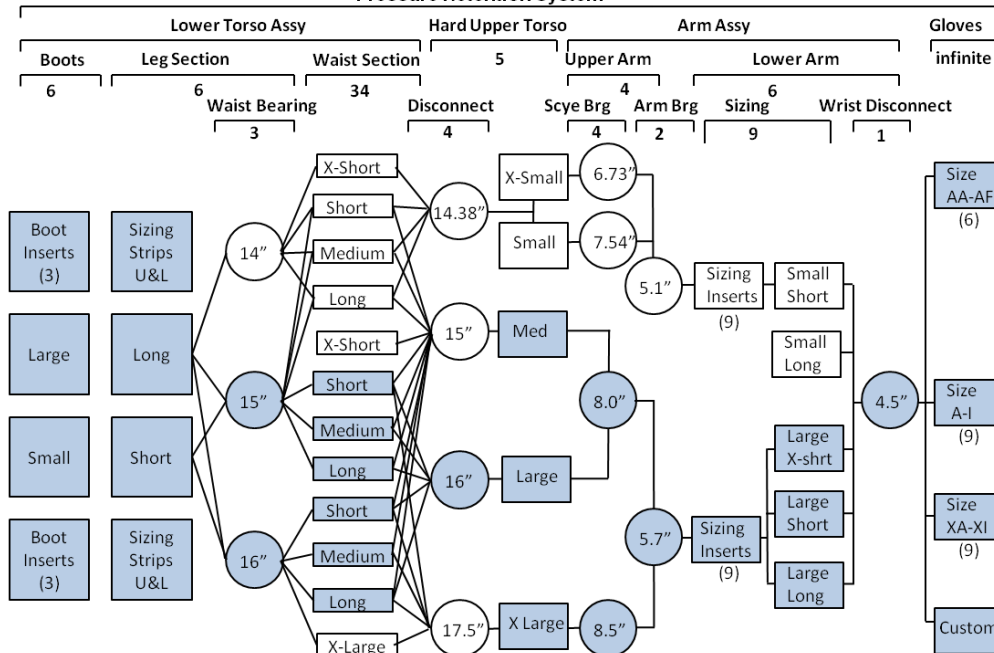 Lower Torso Assy
Hard Upper Torso
Arm Assy
Gloves
Boots
Leg Section
Waist Section
5
Upper Arm
Lower Arm
infinite
6
6
34
4
6
Waist Bearing
Disconnect
Scye Brg
Arm Brg
Sizing
Wrist Disconnect
3
4
4
2
9
1
Boot
Inserts
(3)
Large
Small
Boot
Inserts
(3)
Sizing
Strips
U&L
Long
Short
Sizing
Strips
U&L
14”
15”
16”
X-Short
Short
Medium
Long
X-Short
Short
Medium
Long
Short
Medium
Long
X-Large
14.38”
15”
16”
17.5”
X-Small
Small
Med
Large
X Large
6.73”
7.54”
8.0”
8.5”
5.1”
5.7”
Sizing
Inserts
(9)
Sizing
Inserts
(9)
Small
Short
Small
Long
Large
X-shrt
Large
Short
Large
Long
4.5”
Size
AA-AF
(6)
Size
A-I
(9)
Size
XA-XI
(9)
Custom